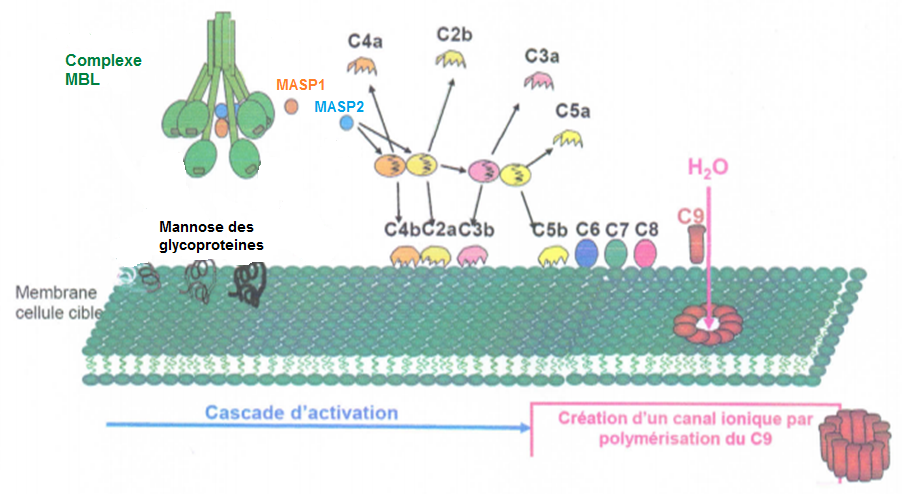 Complexe
MBL
MASP1
MASP2
C4a
C2b
C3a
C5a
H₂O
Mannose des
glycoproteines
C4b C2a C3b
C5b C6 C7 C8
C9
Membrane
cellule cible
Cascade d'activation
Création d'un canal ionique par
polymérisation du C9